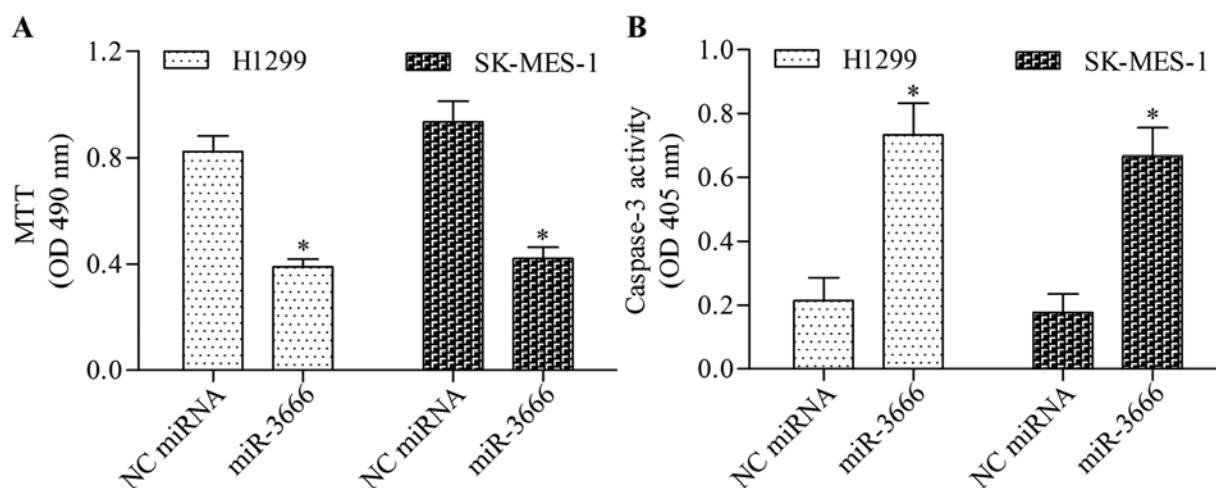 A
H1299
SK-MES-1
MTT
(OD 490 nm)
1.2
0.8
0.4
0.0
*
*
NC miRNA
miR-3666
NC miRNA
miR-3666
B
H1299
SK-MES-1
Caspase-3 activity
(OD 405 nm)
1.0
0.8
0.6
0.4
0.2
0.0
*
*
NC miRNA
miR-3666
NC miRNA
miR-3666